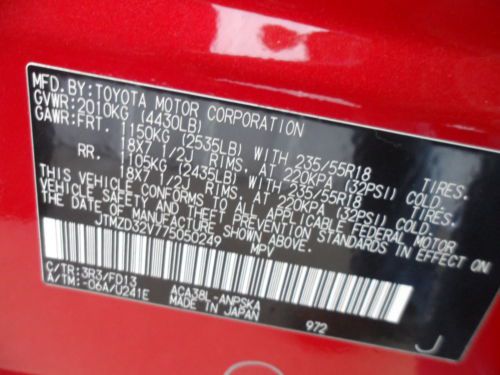 MFD.BY:TOYOTA MOTOR CORPORATION
GVWR:2010KG (4430LB)
GAWR:FRT. 1150KG (2535LB) WITH 235/55R18 TIRES.
18X7 1/2J RIMS, AT 220KPA (32PSI) COLD
RR. 1105KG (2435LB) WITH 235/55R18 TIRES.
18X7 1/2J RIMS, AT 220KPA (32PSI) COLD
THIS VEHICLE CONFORMS TO ALL APPLICABLE FEDERAL MOTOR
VEHICLE SAFETY AND THEFT PREVENTION STANDARDS IN EFFECT ON
THE DATE OF MANUFACTURE SHOWN ABOVE.
JTMZD32V775050249 MPV
C/TR:3R3/FD13 ACA38L-ANPSKA
A/TM:-06A/U241E MADE IN JAPAN
972 J